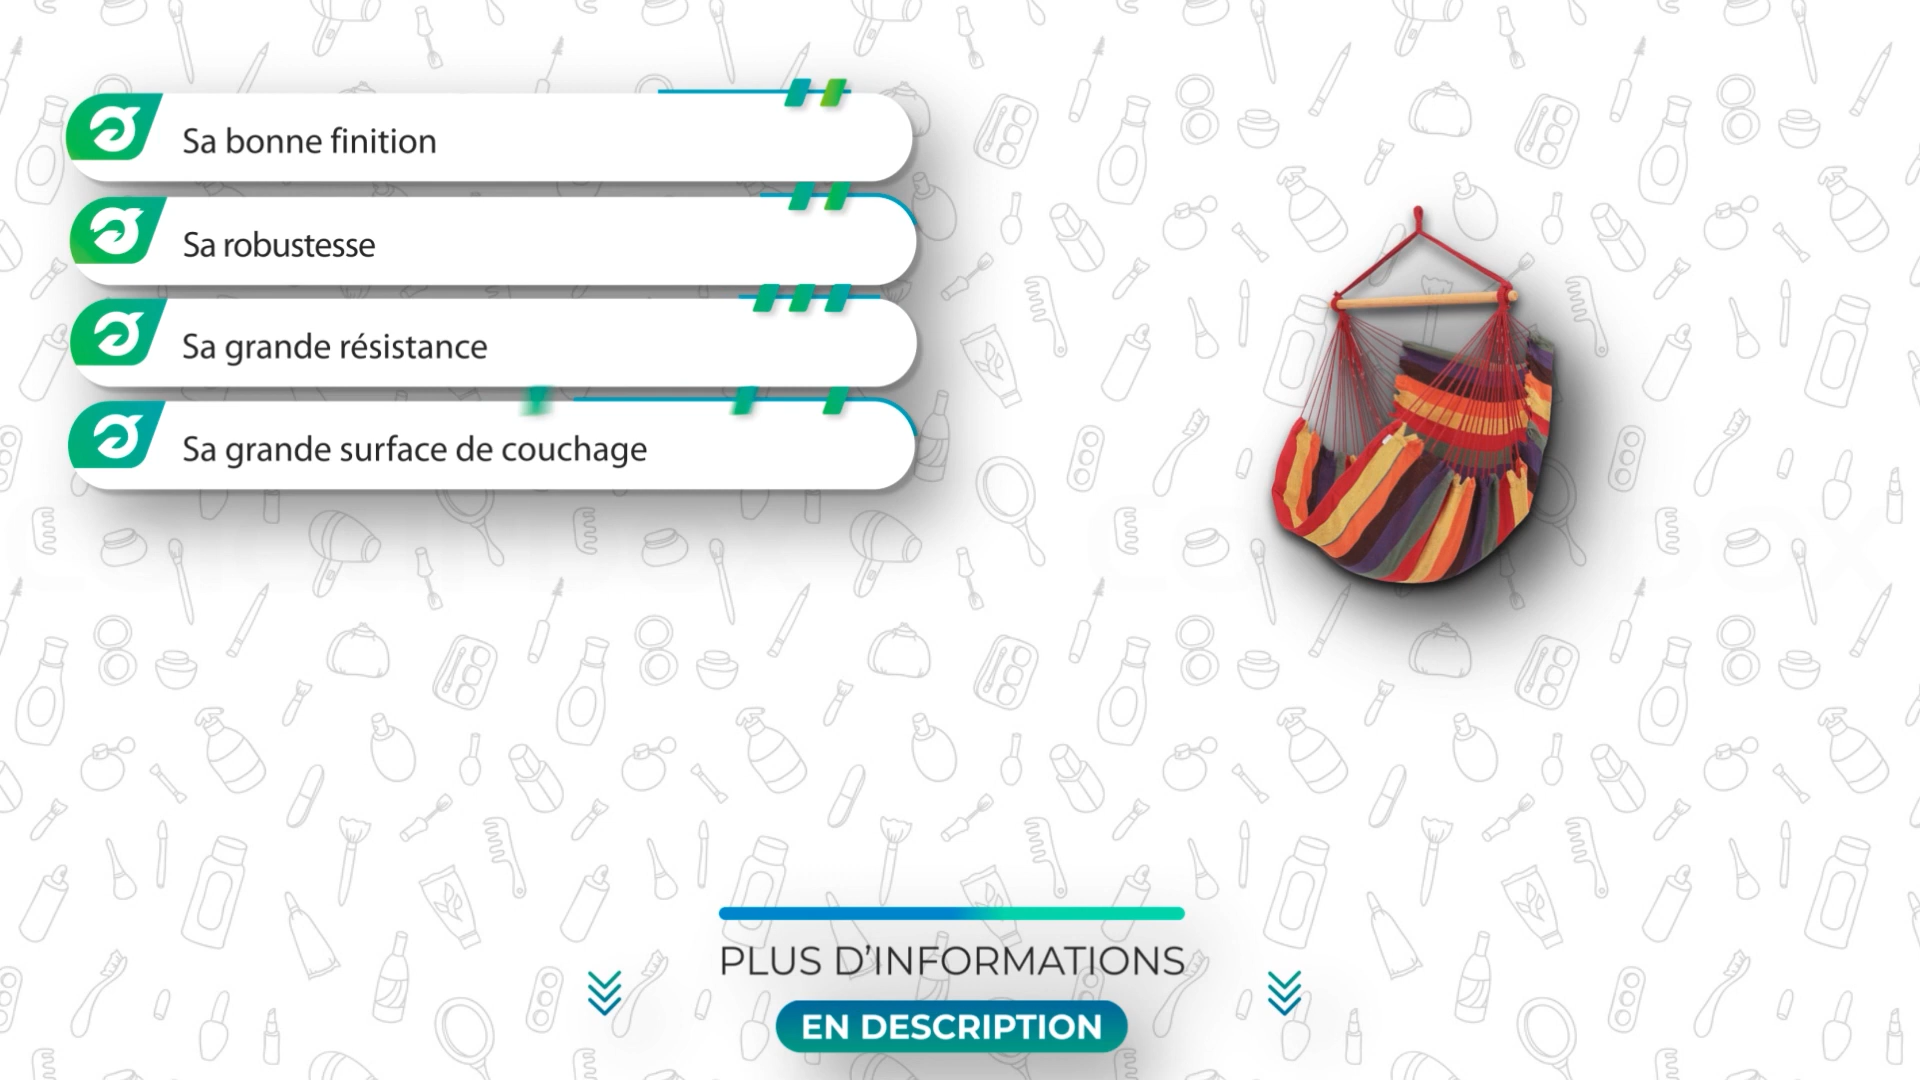 Sa bonne finition
Sa robustesse
Sa grande résistance
Sa grande surface de couchage
PLUS D’INFORMATIONS
EN DESCRIPTION